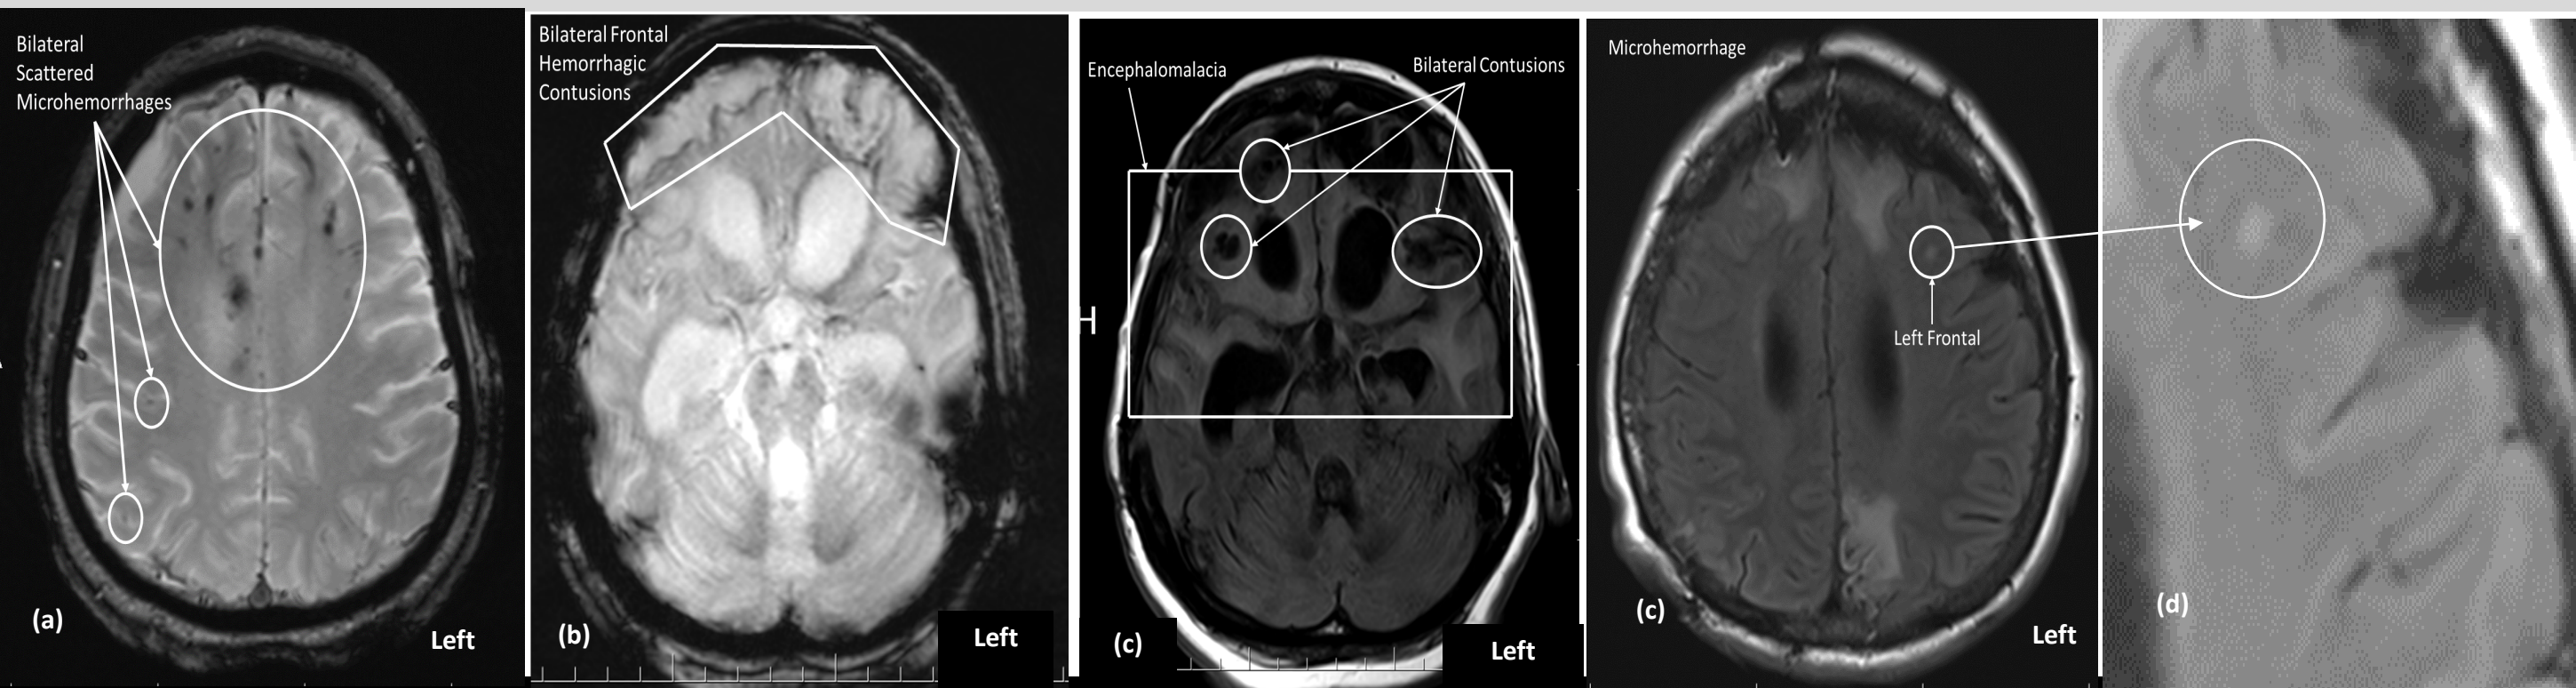 Bilateral
Scattered
Microhemorrhages
(a)
Left
Bilateral Frontal
Hemorrhagic
Contusions
(b)
Left
Encephalomalacia
Bilateral Contusions
H
(c)
Left
Microhemorrhage
Left Frontal
(c)
Left
(d)